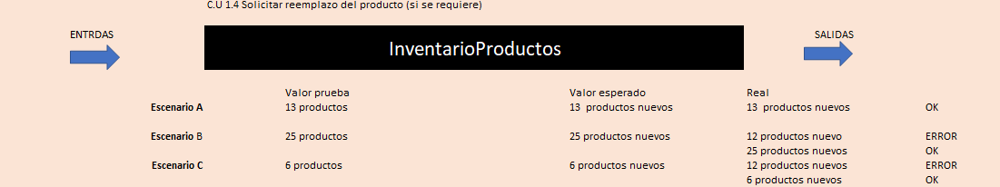 C.U 1.4 Solicitar reemplazo del producto (si se requiere)
ENTRDAS
InventarioProductos
SALIDAS
Valor prueba Valor esperado Real
Escenario A 13 productos 13 productos nuevos 13 productos nuevos OK
Escenario B 25 productos 25 productos nuevos 12 productos nuevo ERROR
25 productos nuevos OK
Escenario C 6 productos 6 productos nuevos 12 productos nuevos ERROR
6 productos nuevos OK